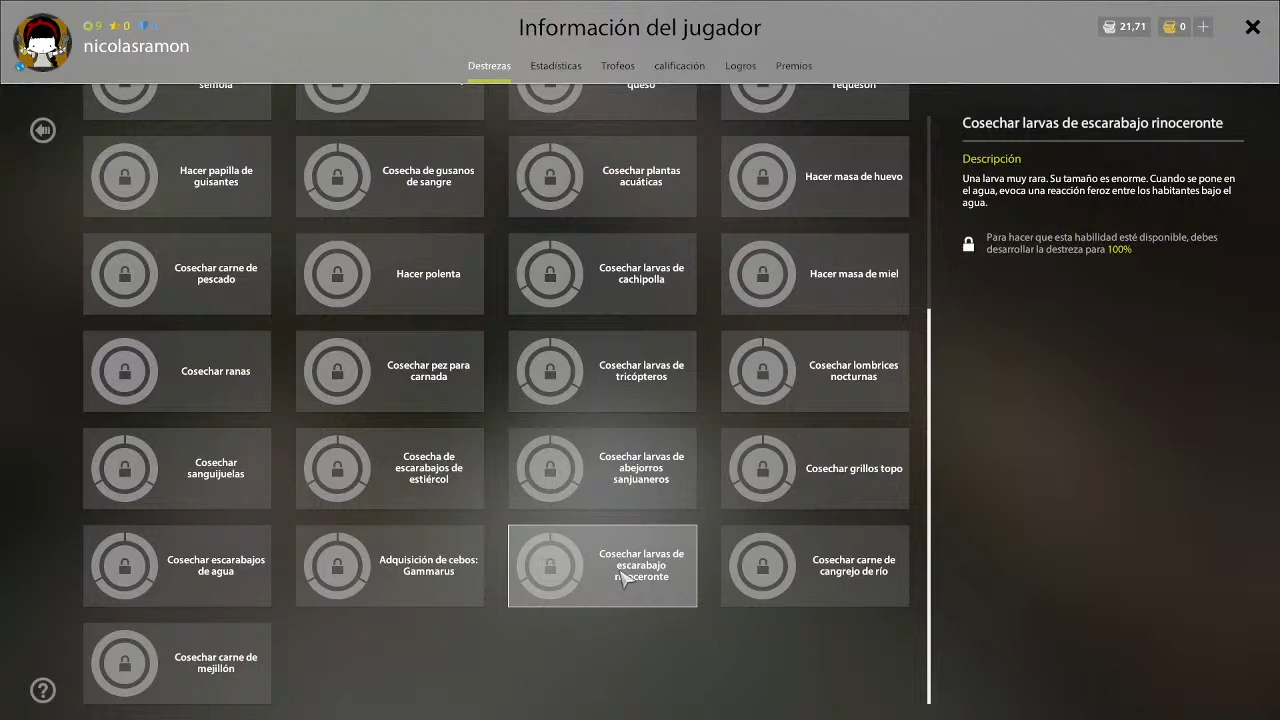 9 0
nicolasramon
Información del jugador
21,71 0
Destrezas Estadísticas Trofeos calificación Logros Premios
sémola
queso
requesón
Hacer papilla de
guisantes
Cosecha de gusanos
de sangre
Cosechar plantas
acuáticas
Hacer masa de huevo
Cosechar carne de
pescado
Hacer polenta
Cosechar larvas de
cachipolla
Hacer masa de miel
Cosechar ranas
Cosechar pez para
carnada
Cosechar larvas de
tricópteros
Cosechar lombrices
nocturnas
Cosechar
sanguijuelas
Cosecha de
escarabajos de
estiércol
Cosechar larvas de
abejorros
sanjuaneros
Cosechar grillos topo
Cosechar escarabajos
de agua
Adquisición de cebos:
Gammarus
Cosechar larvas de
escarabajo
rinoceronte
Cosechar carne de
cangrejo de río
Cosechar carne de
mejillón
Cosechar larvas de escarabajo rinoceronte
Descripción
Una larva muy rara. Su tamaño es enorme. Cuando se pone en
el agua, evoca una reacción feroz entre los habitantes bajo el
agua.
Para hacer que esta habilidad esté disponible, debes
desarrollar la destreza para 100%